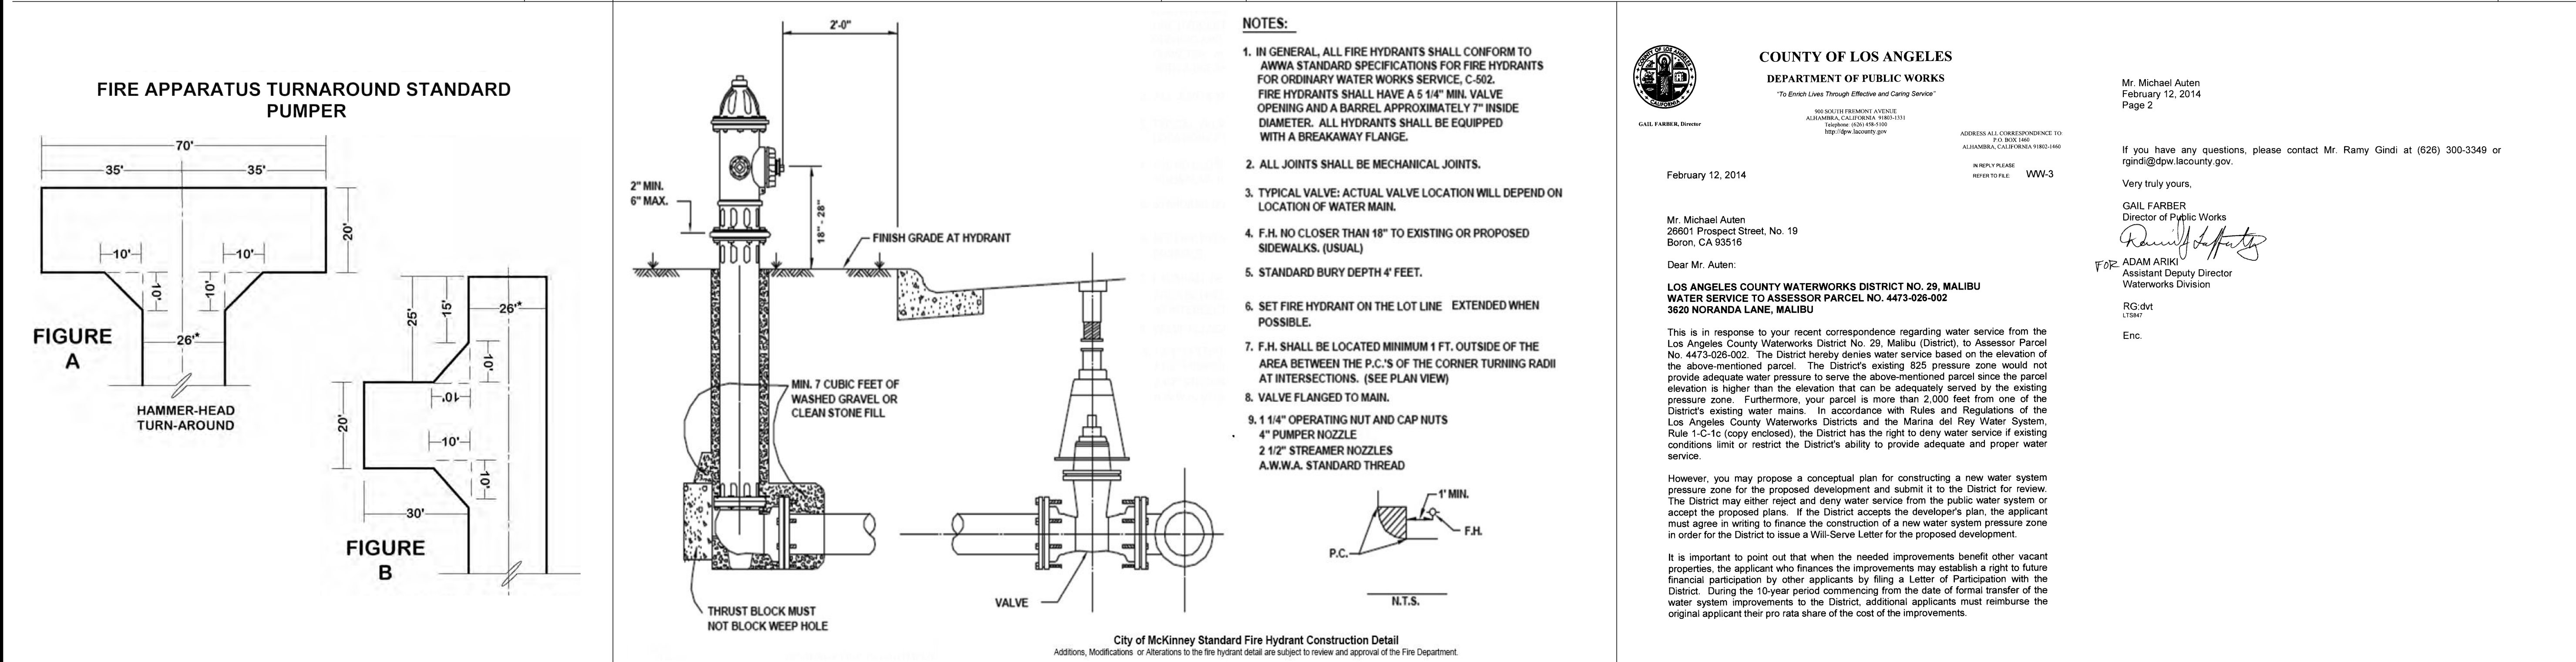 FIRE APPARATUS TURNAROUND STANDARD
PUMPER
70'
35'
35'
20'
10'
10'
10'
10'
26'*
FIGURE
A
HAMMER-HEAD
TURN-AROUND
25'
15'
26'*
10'
10'
20'
10'
10'
30'
FIGURE
B
2'-0"
2" MIN.
6" MAX.
18" - 28"
FINISH GRADE AT HYDRANT
MIN. 7 CUBIC FEET OF
WASHED GRAVEL OR
CLEAN STONE FILL
THRUST BLOCK MUST
NOT BLOCK WEEP HOLE
VALVE
NOTES:
1. IN GENERAL, ALL FIRE HYDRANTS SHALL CONFORM TO
AWWA STANDARD SPECIFICATIONS FOR FIRE HYDRANTS
FOR ORDINARY WATER WORKS SERVICE, C-502.
FIRE HYDRANTS SHALL HAVE A 5 1/4" MIN. VALVE
OPENING AND A BARREL APPROXIMATELY 7" INSIDE
DIAMETER. ALL HYDRANTS SHALL BE EQUIPPED
WITH A BREAKAWAY FLANGE.
2. ALL JOINTS SHALL BE MECHANICAL JOINTS.
3. TYPICAL VALVE: ACTUAL VALVE LOCATION WILL DEPEND ON
LOCATION OF WATER MAIN.
4. F.H. NO CLOSER THAN 18" TO EXISTING OR PROPOSED
SIDEWALKS. (USUAL)
5. STANDARD BURY DEPTH 4' FEET.
6. SET FIRE HYDRANT ON THE LOT LINE EXTENDED WHEN
POSSIBLE.
7. F.H. SHALL BE LOCATED MINIMUM 1 FT. OUTSIDE OF THE
AREA BETWEEN THE P.C.'S OF THE CORNER TURNING RADII
AT INTERSECTIONS. (SEE PLAN VIEW)
8. VALVE FLANGED TO MAIN.
9. 1 1/4" OPERATING NUT AND CAP NUTS
4" PUMPER NOZZLE
2 1/2" STREAMER NOZZLES
A.W.W.A. STANDARD THREAD
1' MIN.
F.H.
P.C.
N.T.S.
City of McKinney Standard Fire Hydrant Construction Detail
Additions, Modifications or Alterations to the fire hydrant detail are subject to review and approval of the Fire Department.
COUNTY OF LOS ANGELES
DEPARTMENT OF PUBLIC WORKS
"To Enrich Lives Through Effective and Caring Service"
900 SOUTH FREMONT AVENUE
ALHAMBRA, CALIFORNIA 91803-1331
Telephone: (626) 458-5100
http://dpw.lacounty.gov
GAIL FARBER, Director
ADDRESS ALL CORRESPONDENCE TO:
P.O. BOX 1460
ALHAMBRA, CALIFORNIA 91802-1460
IN REPLY PLEASE
REFER TO FILE: WW-3
February 12, 2014
Mr. Michael Auten
26601 Prospect Street, No. 19
Boron, CA 93516
Dear Mr. Auten:
LOS ANGELES COUNTY WATERWORKS DISTRICT NO. 29, MALIBU
WATER SERVICE TO ASSESSOR PARCEL NO. 4473-026-002
3620 NORANDA LANE, MALIBU
This is in response to your recent correspondence regarding water service from the
Los Angeles County Waterworks District No. 29, Malibu (District), to Assessor Parcel
No. 4473-026-002. The District hereby denies water service based on the elevation of
the above-mentioned parcel. The District's existing 825 pressure zone would not
provide adequate water pressure to serve the above-mentioned parcel since the parcel
elevation is higher than the elevation that can be adequately served by the existing
pressure zone. Furthermore, your parcel is more than 2,000 feet from one of the
District's existing water mains. In accordance with Rules and Regulations of the
Los Angeles County Waterworks Districts and the Marina del Rey Water System,
Rule 1-C-1c (copy enclosed), the District has the right to deny water service if existing
conditions limit or restrict the District's ability to provide adequate and proper water
service.
However, you may propose a conceptual plan for constructing a new water system
pressure zone for the proposed development and submit it to the District for review.
The District may either reject and deny water service from the public water system or
accept the proposed plans. If the District accepts the developer's plan, the applicant
must agree in writing to finance the construction of a new water system pressure zone
in order for the District to issue a Will-Serve Letter for the proposed development.
It is important to point out that when the needed improvements benefit other vacant
properties, the applicant who finances the improvements may establish a right to future
financial participation by other applicants by filing a Letter of Participation with the
District. During the 10-year period commencing from the date of formal transfer of the
water system improvements to the District, additional applicants must reimburse the
original applicant their pro rata share of the cost of the improvements.
Mr. Michael Auten
February 12, 2014
Page 2
If you have any questions, please contact Mr. Ramy Gindi at (626) 300-3349 or
rgindi@dpw.lacounty.gov.
Very truly yours,
GAIL FARBER
Director of Public Works
FOR ADAM ARIKI
Assistant Deputy Director
Waterworks Division
RG:dvt
LTS847
Enc.